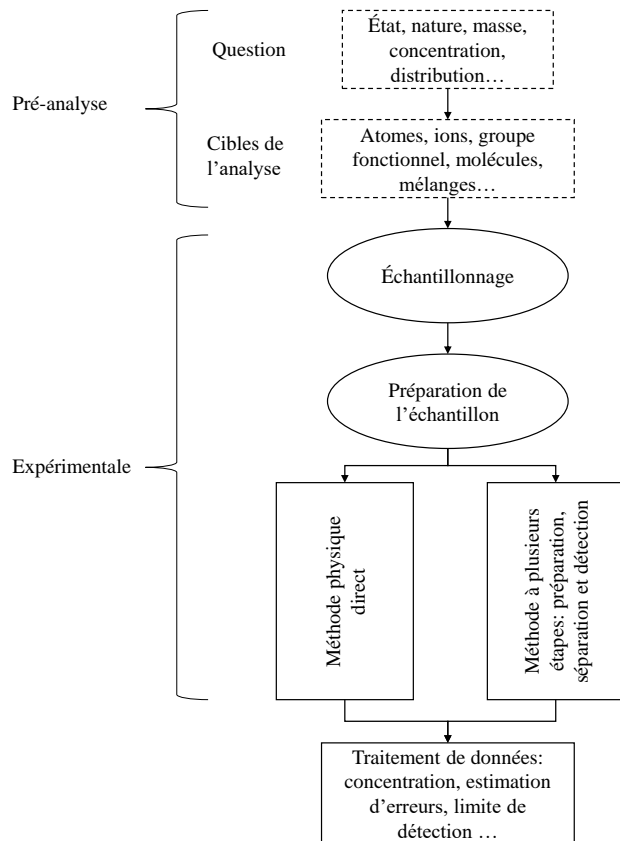 Question
État, nature, masse,
concentration,
distribution…
Pré-analyse
Cibles de
l’analyse
Atomes, ions, groupe
fonctionnel, molécules,
mélanges…
Échantillonnage
Préparation de
l’échantillon
Expérimentale
Méthode physique
direct
Méthode à plusieurs
étapes: préparation,
séparation et détection
Traitement de données:
concentration, estimation
d’erreurs, limite de
détection …